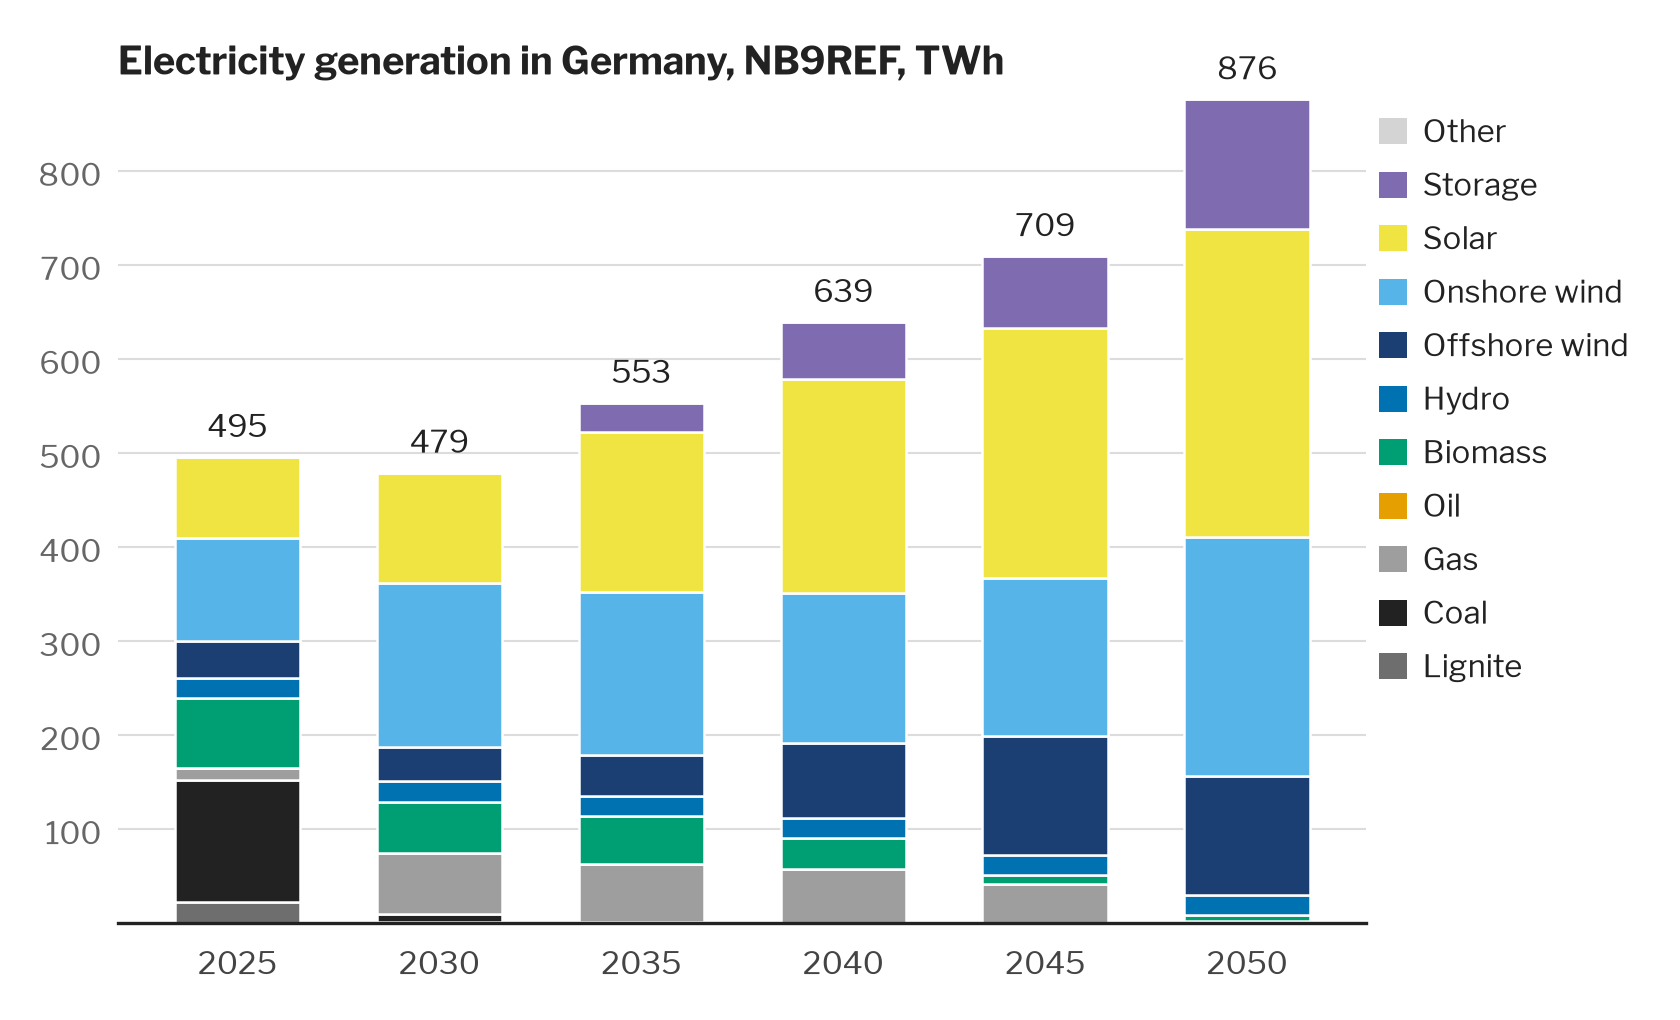 Electricity generation in Germany, NB9REF, TWh
876
Other
800
Storage
709
Solar
700
639
Onshore wind
600
553
Offshore wind
495
479
Hydro
500
Biomass
Oil
400
Gas
300
Coal
Lignite
200
100
2025 2030 2035 2040 2045 2050